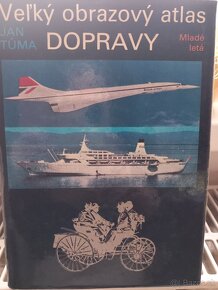 Veľký obrazový atlas
JAN
TŮMA
DOPRAVY
Mladé
letá